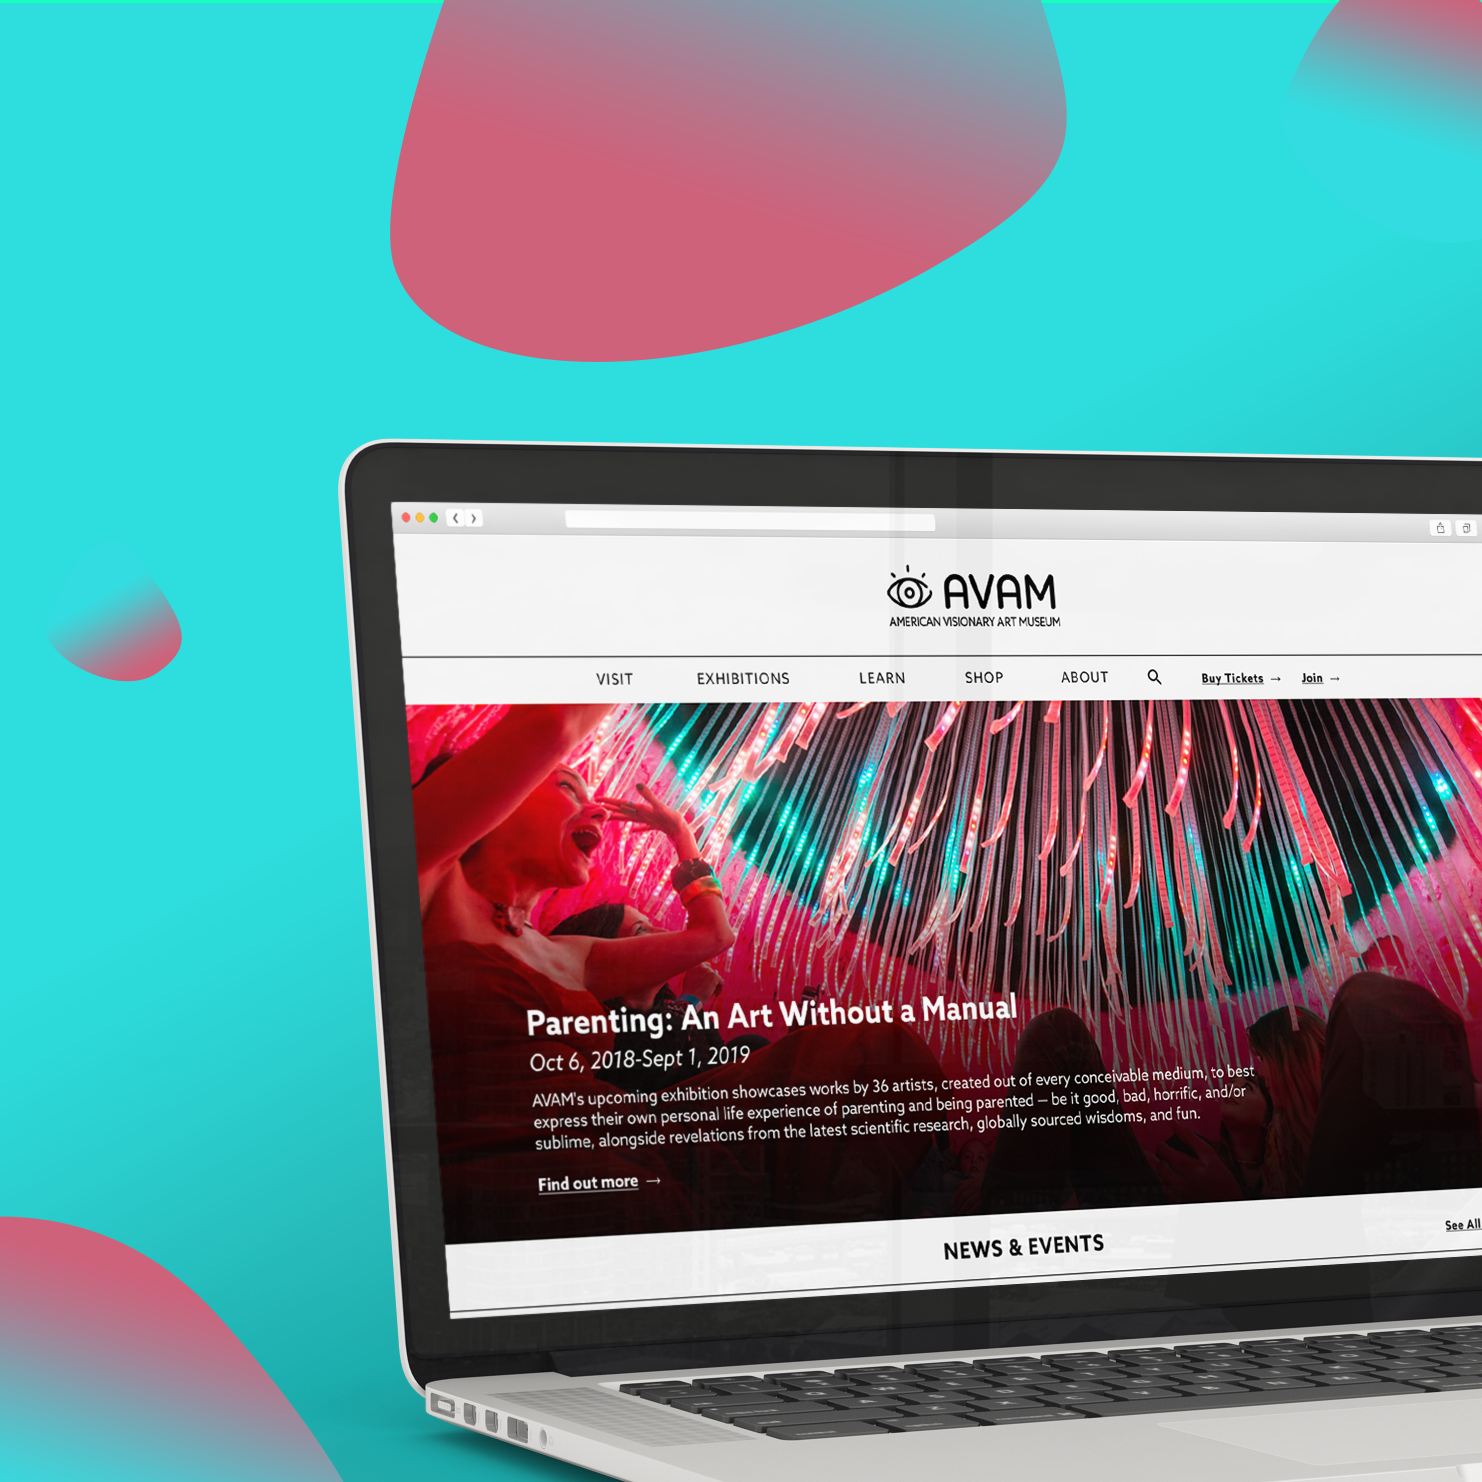 AVAM
AMERICAN VISIONARY ART MUSEUM
VISIT EXHIBITIONS LEARN SHOP ABOUT Buy Tickets → Join →
Parenting: An Art Without a Manual
Oct 6, 2018-Sept 1, 2019
AVAM's upcoming exhibition showcases works by 36 artists, created out of every conceivable medium, to best
express their own personal life experience of parenting and being parented – be it good, bad, horrific, and/or
sublime, alongside revelations from the latest scientific research, globally sourced wisdoms, and fun.
Find out more →
NEWS & EVENTS
See All